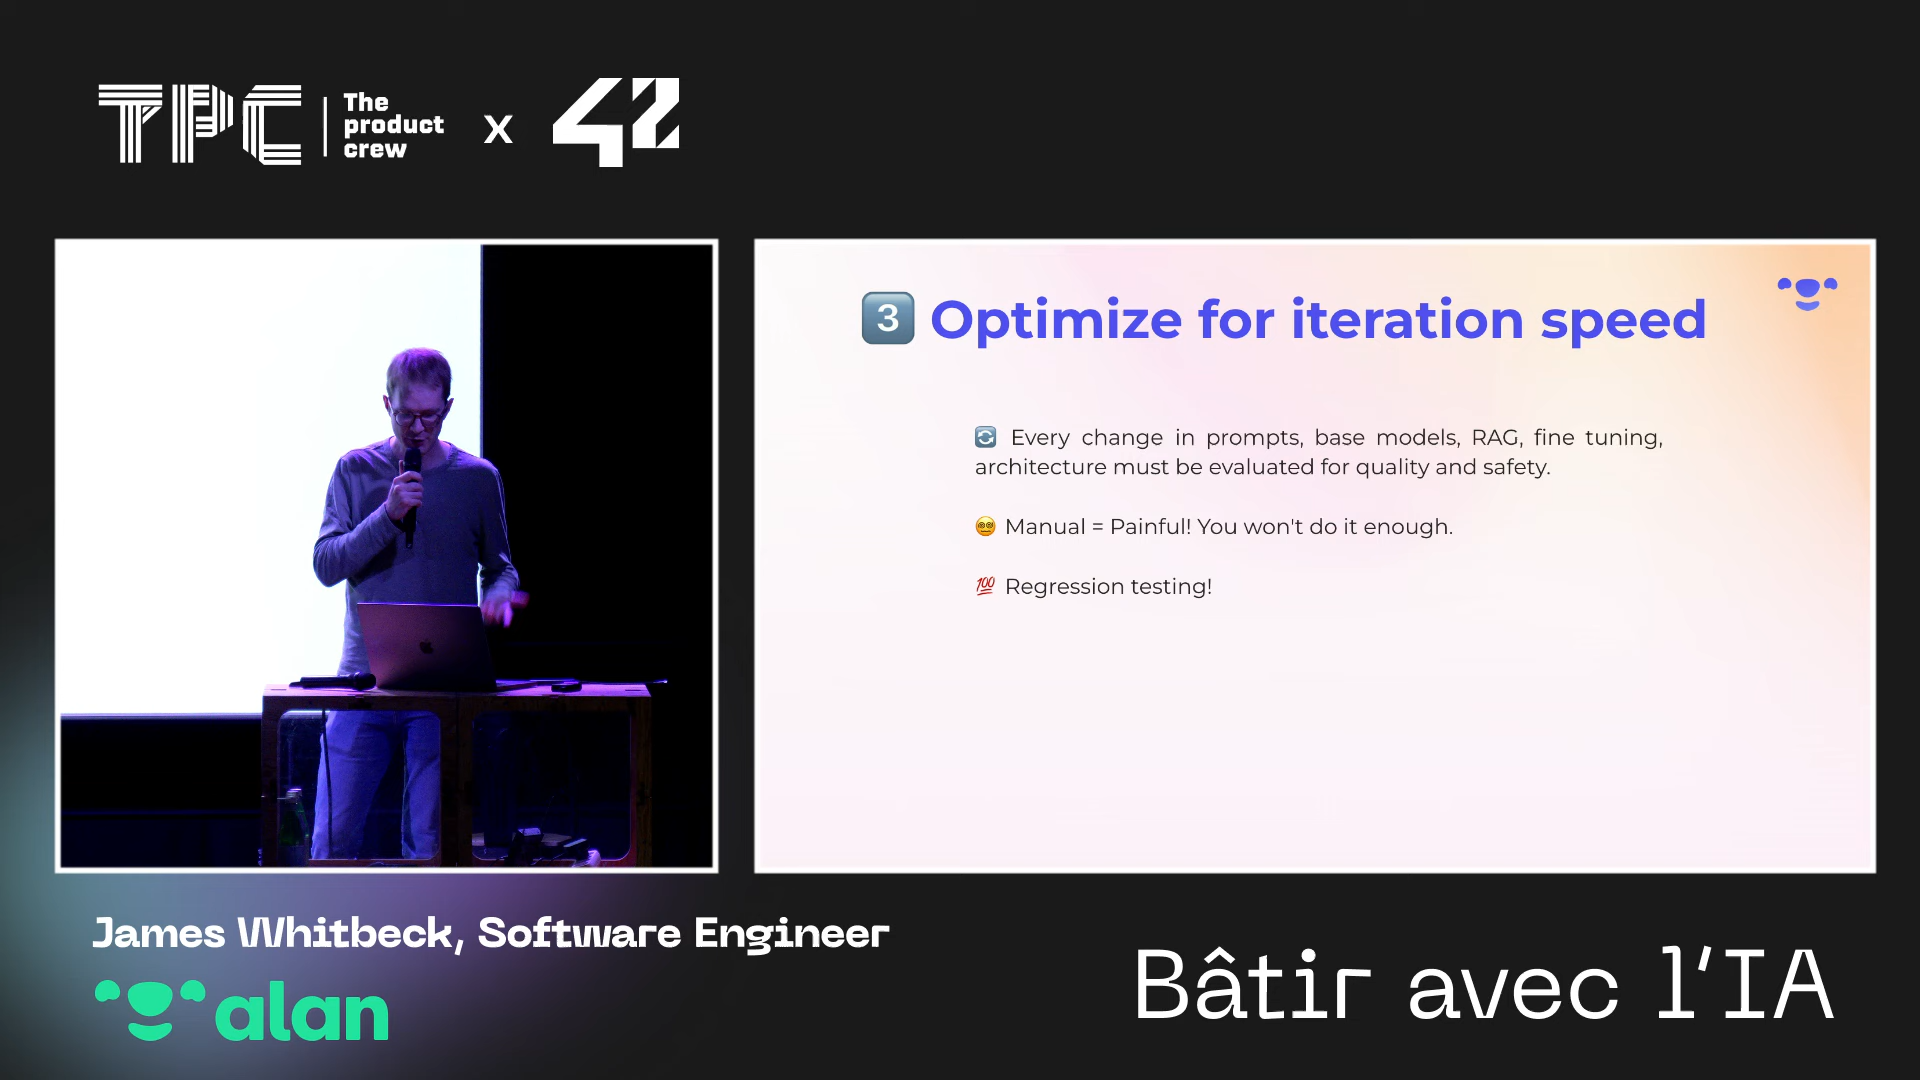 TPC
The
product
crew
x
42
3 Optimize for iteration speed
🔄 Every change in prompts, base models, RAG, fine tuning,
architecture must be evaluated for quality and safety.
😵‍💫 Manual = Painful! You won't do it enough.
💯 Regression testing!
James Whitbeck, Software Engineer
alan
Bâtir avec l'IA